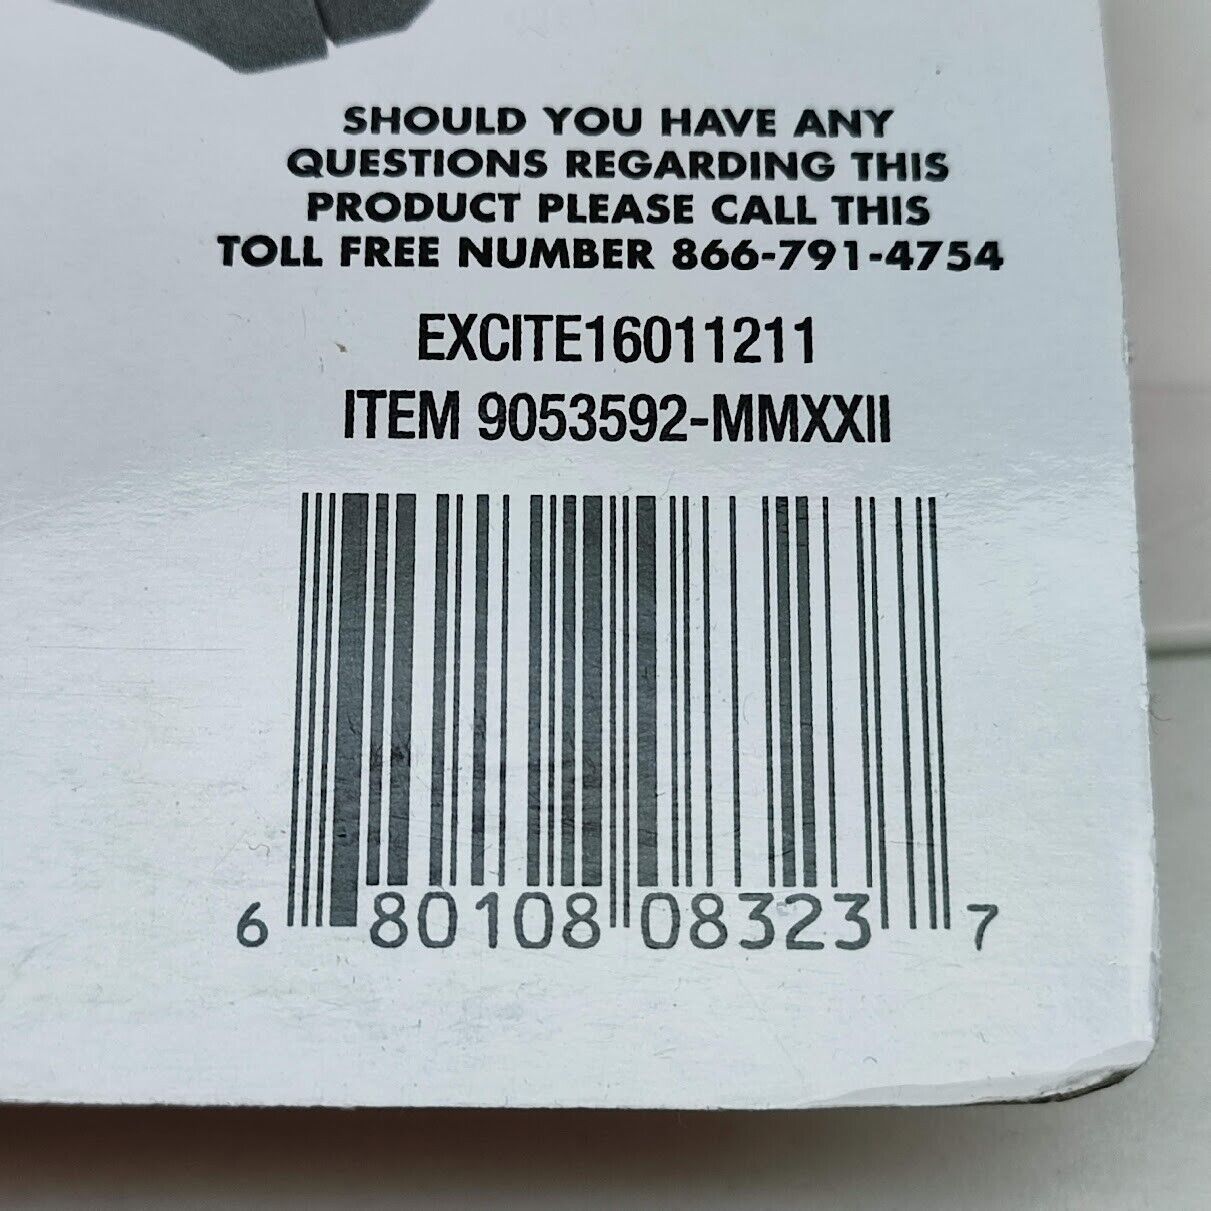 SHOULD YOU HAVE ANY
QUESTIONS REGARDING THIS
PRODUCT PLEASE CALL THIS
TOLL FREE NUMBER 866-791-4754
EXCITE16011211
ITEM 9053592-MMXXII
6 80108 08323 7